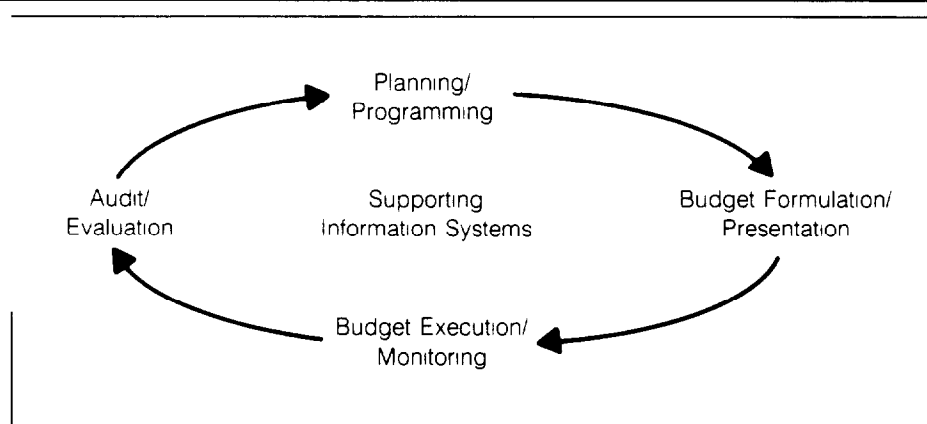 Planning/
Programming
Audit/
Evaluation
Supporting
Information Systems
Budget Formulation/
Presentation
Budget Execution/
Monitoring